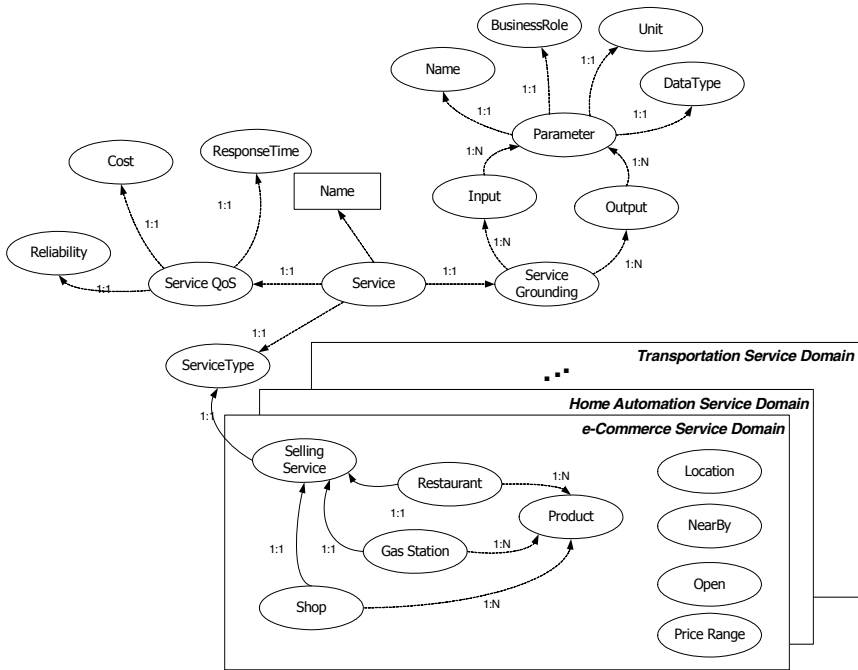 BusinessRole
Unit
Name
1:1
1:1
DataType
1:1
1:1
Parameter
ResponseTime
Cost
1:N
1:N
Name
Input
Output
1:1
1:1
Reliability
1:N
1:N
1:1
Service QoS
1:1
Service
1:1
Service
Grounding
1:1
ServiceType
Transportation Service Domain
...
1:1
Home Automation Service Domain
e-Commerce Service Domain
Selling
Service
Restaurant
1:N
Location
1:1
Product
NearBy
1:1
1:1
Gas Station
1:N
Open
Shop
1:N
Price Range